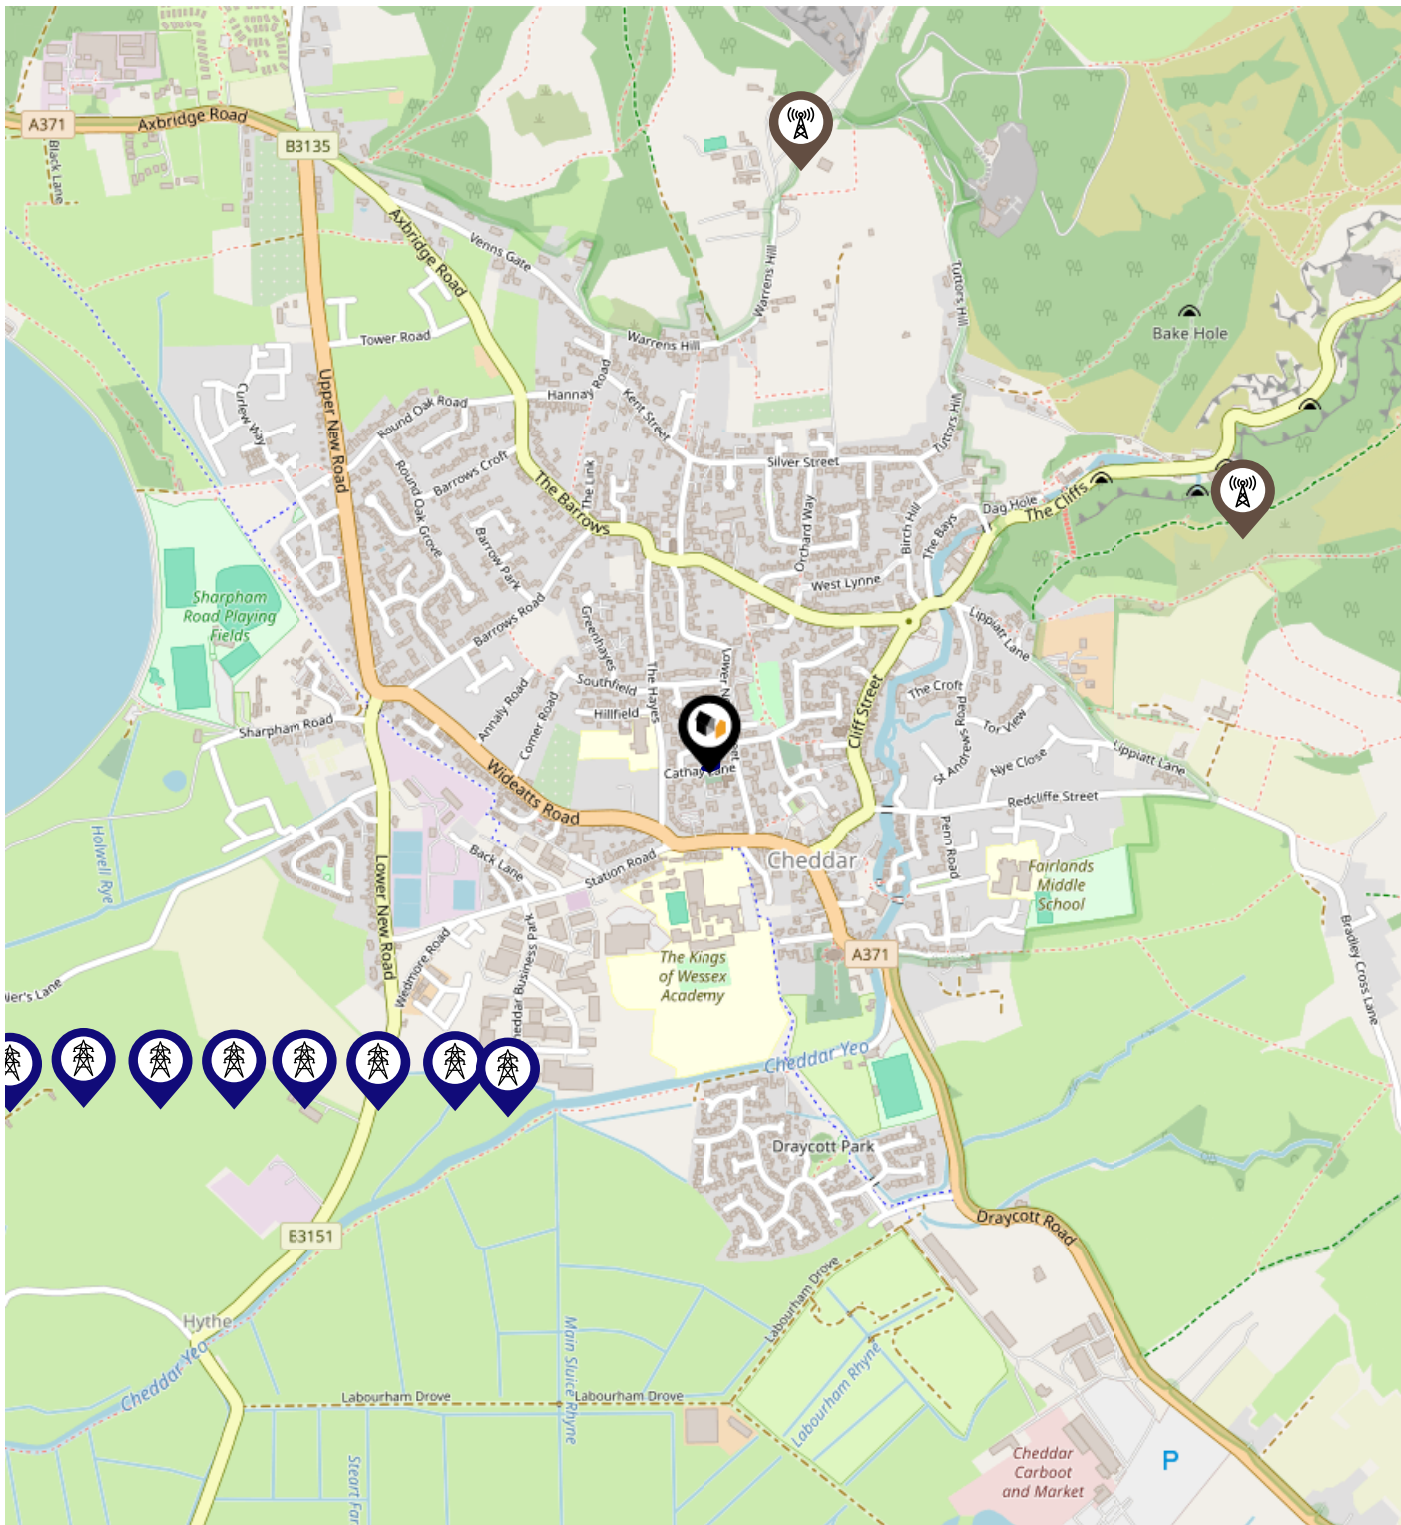 A371
Axbridge Road
B3135
Black Lane
Axbridge Road
Venns Gate
Warrens Hill
Tutters Hill
Bake Hole
Tower Road
Warrens Hill
Upper New Road
Curlew Way
Round Oak Road
Hannay Road
Kent Street
Tuttors Hill
Silver Street
Barrows Croft
The Link
Round Oak Grove
The Barrows
Orchard Way
Birch Hill
The Bays
Dag Hole
The Cliffs
Barrow Park
West Lynne
Sharpham
Road Playing
Fields
Barrows Road
Greenhayes
Lippiatt Lane
The Hayes
Southfield
Hillfield
The Croft
Cliff Street
Annaly Road
Comer Road
Tor View
Sharpham Road
St Andrews Road
Nye Close
Lippiatt Lane
Cathay Lane
Wideatts Road
Redcliffe Street
Holwell Rye
Back Lane
Station Road
Cheddar
Penn Road
Fairlands
Middle
School
Lower New Road
Wedmore Road
The Kings
of Wessex
Academy
A371
Bradley Cross Lane
Cheddar Yeo
Draycott Park
E3151
Draycott Road
Labourham Drove
Hythe
Cheddar Yeo
Main Sluice Rhyne
Labourham Rhyne
Labourham Drove
Labourham Drove
Cheddar
Carboot
and Market
P